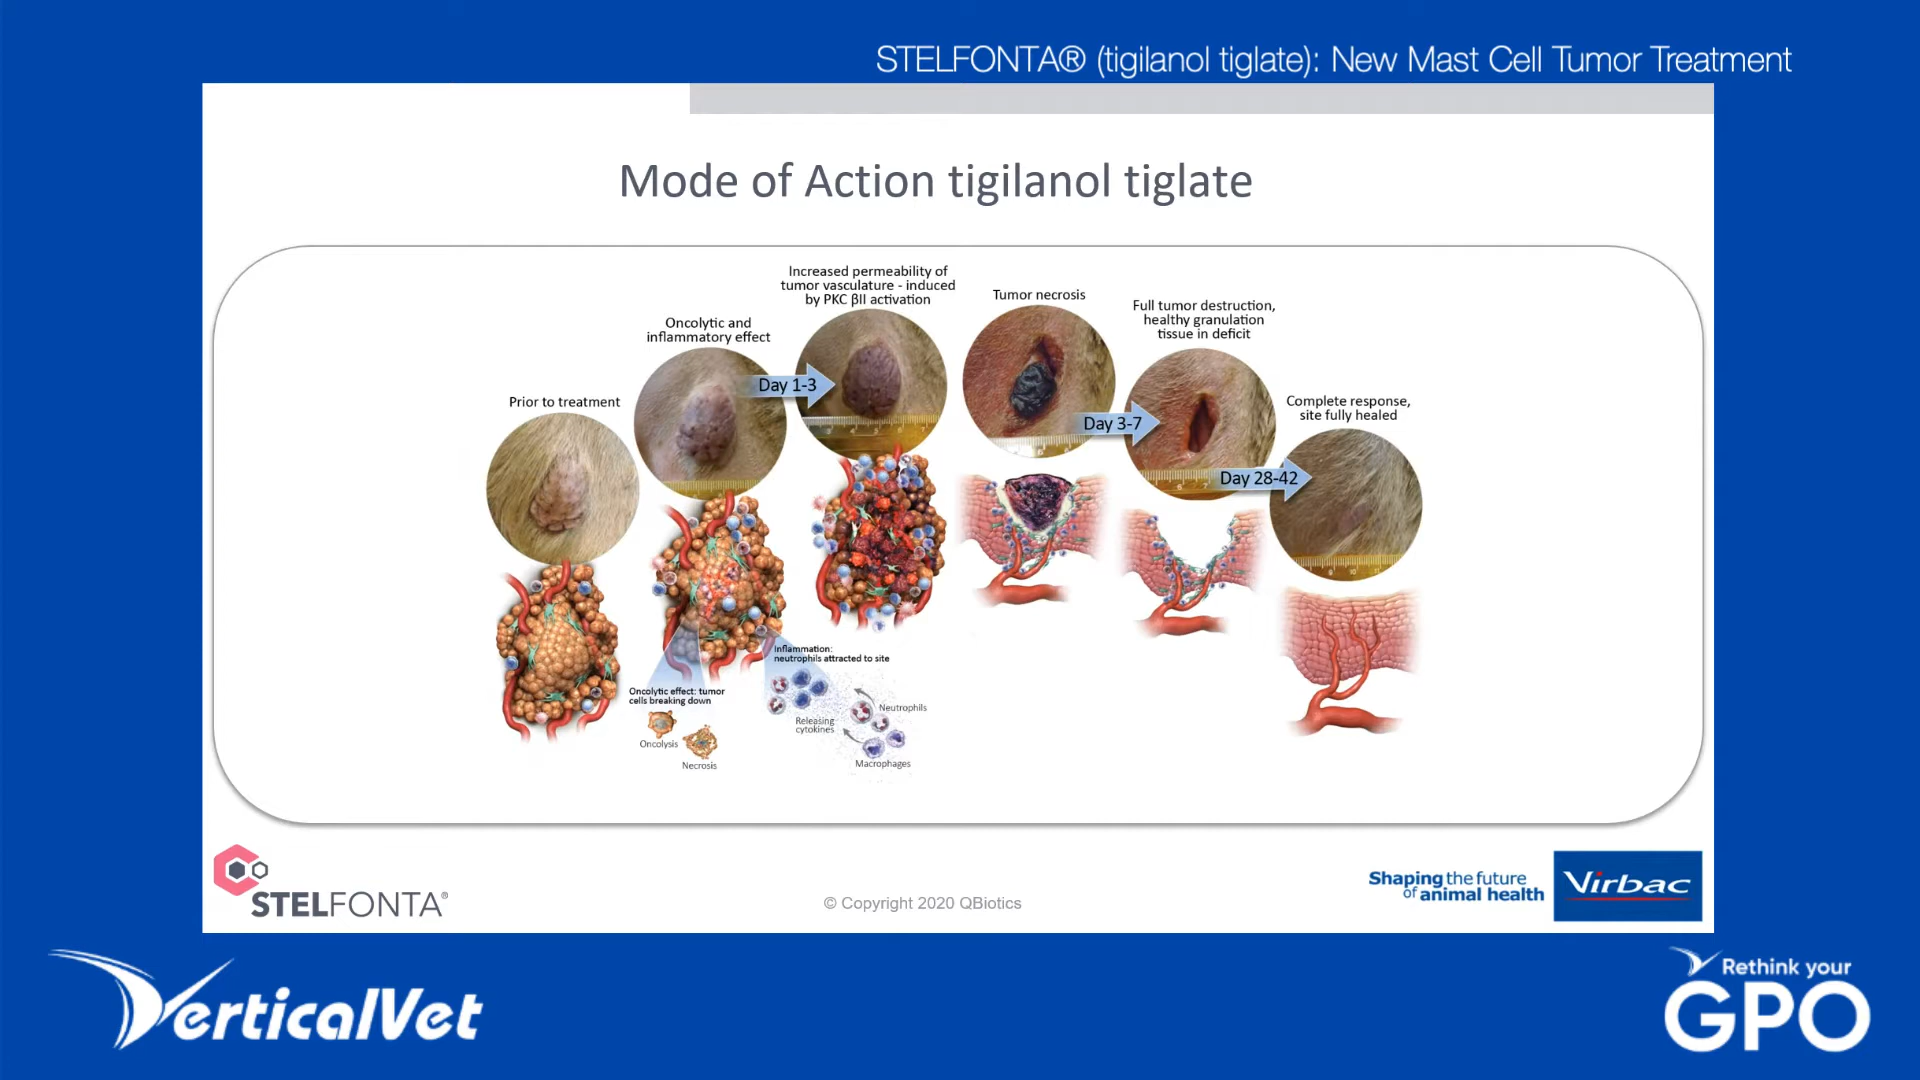 STELFONTA® (tigilanol tiglate): New Mast Cell Tumor Treatment
Mode of Action tigilanol tiglate
Prior to treatment
Oncolytic and
inflammatory effect
Day 1-3
Increased permeability of
tumor vasculature - induced
by PKC βII activation
Tumor necrosis
Day 3-7
Full tumor destruction,
healthy granulation
tissue in deficit
Day 28-42
Complete response,
site fully healed
Oncolytic effect: tumor
cells breaking down
Oncolysis
Necrosis
Inflammation:
neutrophils attracted to site
Releasing
cytokines
Neutrophils
Macrophages
STELFONTA®
© Copyright 2020 QBiotics
Shaping the future
of animal health
Virbac
VerticalVet
Rethink your
GPO